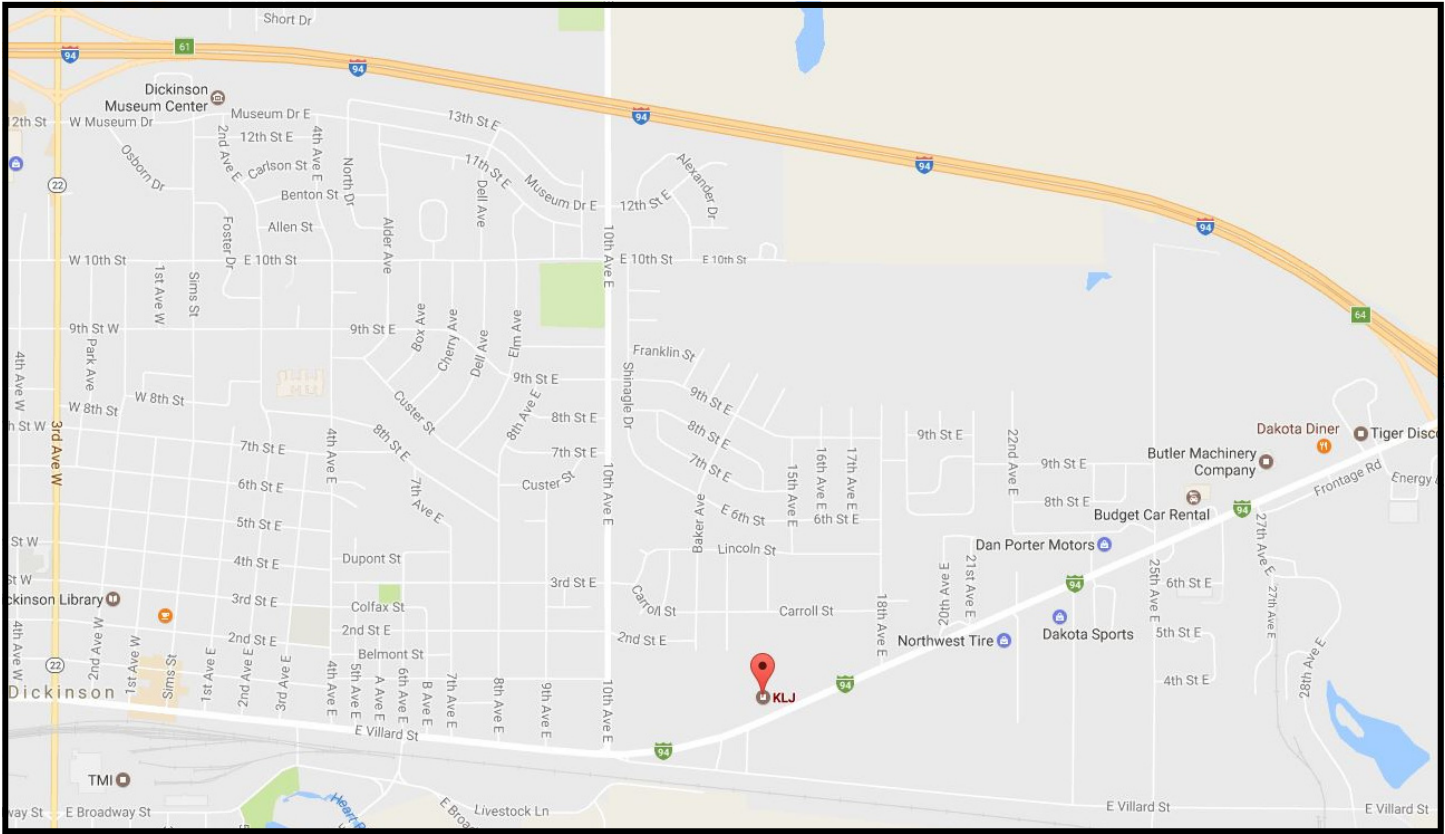 Short Dr
61
94
94
Dickinson
Museum Center
94
Museum Dr E
13th St E
12th St
W Museum Dr
2nd Ave E
12th St E
4th Ave E
Osborn Dr
Carlson St
North Dr
11th St E
Alexander Dr
94
22
Benton St
Dell Ave
Museum Dr E
12th St E
Foster Dr
Allen St
Alder Ave
10th Ave E
94
W 10th St
E 10th St
E 10th St
E 10th St
1st Ave W
Sims St
64
9th St W
9th St E
Box Ave
Cherry Ave
Dell Ave
Elm Ave
Park Ave
4th Ave W
Franklin St
9th St E
Shinagle Dr
W 8th St
W 8th St
Custer St
8th Ave E
8th St E
9th St E
h St W
3rd Ave W
7th St E
4th Ave E
8th St E
7th St E
8th St E
9th St E
22nd Ave E
Dakota Diner
Tiger Disco
Butler Machinery
Company
7th St E
15th Ave E
16th Ave E
17th Ave E
9th St E
Frontage Rd
Energy
6th St E
Custer St
10th Ave E
7th Ave E
8th St E
Budget Car Rental
94
5th St E
Baker Ave
E 6th St
6th St E
27th Ave E
St W
4th St E
Dupont St
Lincoln St
Dan Porter Motors
25th Ave E
St W
3rd St E
20th Ave E
21st Ave E
94
6th St E
27th Ave E
ckinson Library
3rd St E
Colfax St
Carroll St
Carroll St
18th Ave E
Dakota Sports
5th St E
4th Ave W
2nd Ave W
1st Ave W
2nd St E
2nd St E
2nd St E
Northwest Tire
28th Ave E
22
Belmont St
Sims St
1st Ave E
2nd Ave E
3rd Ave E
4th Ave E
5th Ave E
A Ave E
6th Ave E
B Ave E
7th Ave E
8th Ave E
9th Ave E
10th Ave E
4th St E
Dickinson
KLJ
94
E Villard St
94
TMI
way St
E Broadway St
Heart
E Broad
Livestock Ln
E Villard St
E Villard St